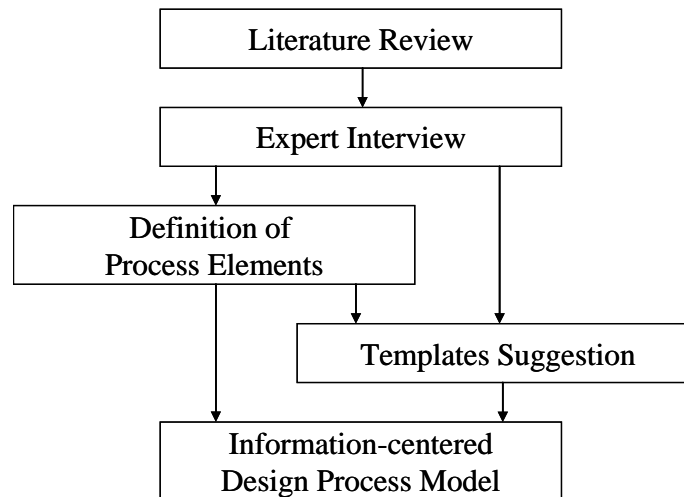 Literature Review
Expert Interview
Definition of
Process Elements
Templates Suggestion
Information-centered
Design Process Model